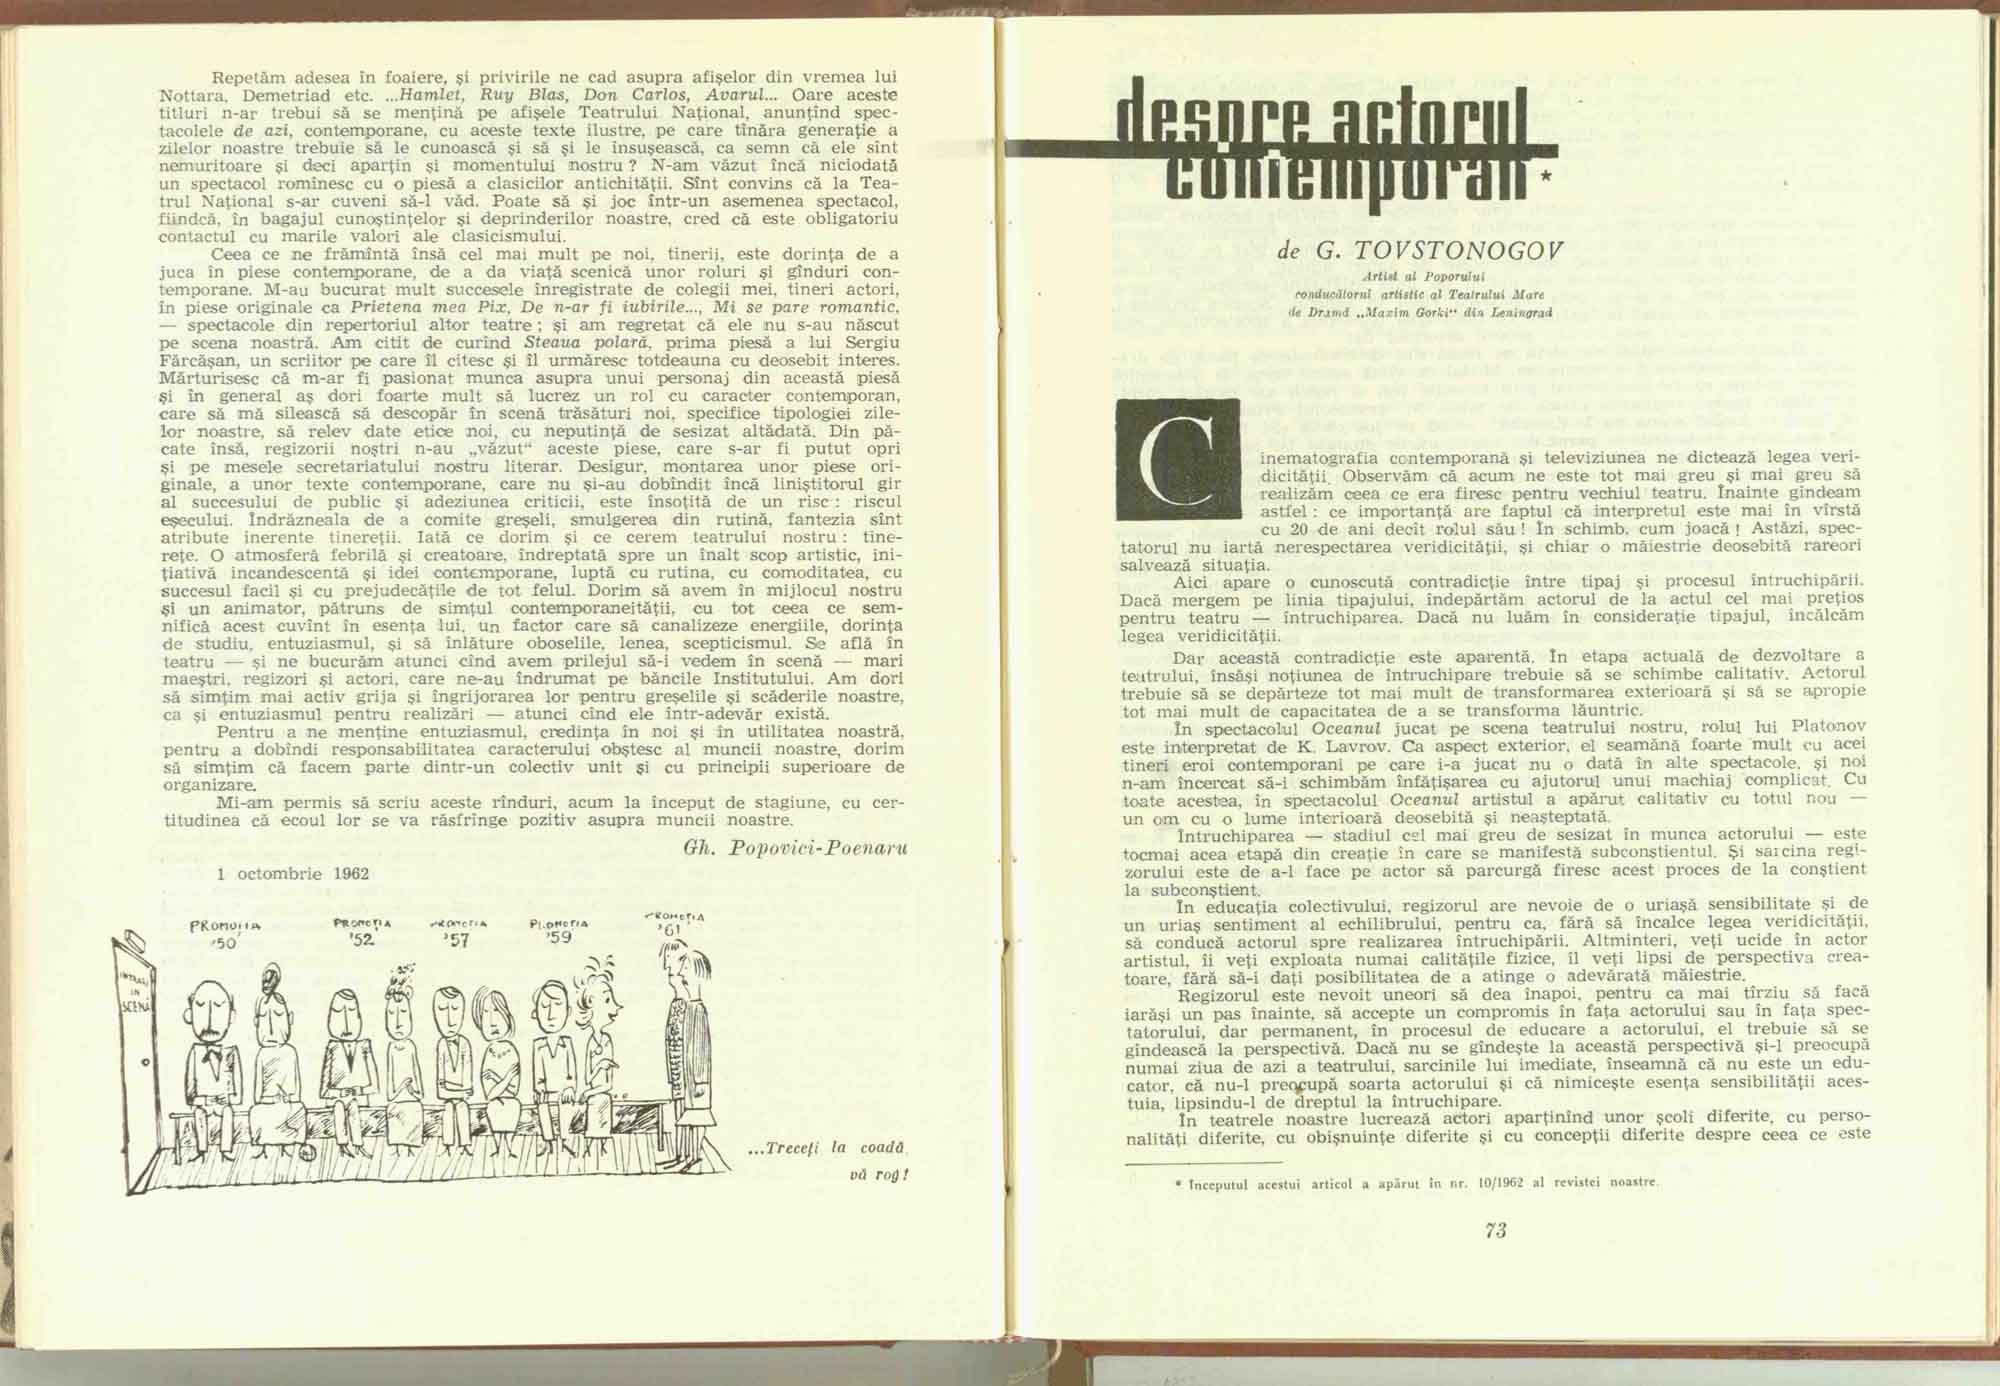 Repetăm adesea în foaiere, și privirile ne cad asupra afișelor din vremea lui
Nottara, Demetriad etc. ...Hamlet, Ruy Blas, Don Carlos, Avarul... Oare aceste
titluri n-ar trebui să se mențină pe afișele Teatrului Național, anunțînd spec-
tacolele de azi, contemporane, cu aceste texte ilustre, pe care tînăra generație a
zilelor noastre trebuie să le cunoască și să și le însușească, ca semn că ele sînt
nemuritoare și deci aparțin și momentului nostru ? N-am văzut încă niciodată
un spectacol romînesc cu o piesă a clasicilor antichității. Sînt convins că la Tea-
trul Național s-ar cuveni să-l văd. Poate să și joc într-un asemenea spectacol,
fiindcă, în bagajul cunoștințelor și deprinderilor noastre, cred că este obligatoriu
contactul cu marile valori ale clasicismului.
Ceea ce ne frămîntă însă cel mai mult pe noi, tinerii, este dorința de a
juca în piese contemporane, de a da viață scenică unor roluri și gînduri con-
temporane. M-au bucurat mult succesele înregistrate de colegii mei, tineri actori,
în piese originale ca Prietena mea Pix, De n-ar fi iubirile..., Mi se pare romantic,
— spectacole din repertoriul altor teatre ; și am regretat că ele nu s-au născut
pe scena noastră. Am citit de curînd Steaua polară, prima piesă a lui Sergiu
Fărcășan, un scriitor pe care îl citesc și îl urmăresc totdeauna cu deosebit interes.
Mărturisesc că m-ar fi pasionat munca asupra unui personaj din această piesă
și în general aș dori foarte mult să lucrez un rol cu caracter contemporan,
care să mă silească să descopăr în scenă trăsături noi, specifice tipologiei zile-
lor noastre, să relev date etice noi, cu neputință de sesizat altădată. Din pă-
cate însă, regizorii noștri n-au „văzut“ aceste piese, care s-ar fi putut opri
și pe mesele secretariatului nostru literar. Desigur, montarea unor piese ori-
ginale, a unor texte contemporane, care nu și-au dobîndit încă liniștitorul gir
al succesului de public și adeziunea criticii, este însoțită de un risc : riscul
eșecului. Îndrăzneala de a comite greșeli, smulgerea din rutină, fantezia sînt
atribute inerente tinereții. Iată ce dorim și ce cerem teatrului nostru : tine-
rețe. O atmosferă febrilă și creatoare, îndreptată spre un înalt scop artistic, ini-
țiativă incandescentă și idei contemporane, luptă cu rutina, cu comoditatea, cu
succesul facil și cu prejudecățile de tot felul. Dorim să avem în mijlocul nostru
și un animator, pătruns de simțul contemporaneității, cu tot ceea ce sem-
nifică acest cuvînt în esența lui, un factor care să canalizeze energiile, dorința
de studiu, entuziasmul, și să înlăture oboselile, lenea, scepticismul. Se află în
teatru — și ne bucurăm atunci cînd avem prilejul să-i vedem în scenă — mari
maeștri, regizori și actori, care ne-au îndrumat pe băncile Institutului. Am dori
să simțim mai activ grija și îngrijorarea lor pentru greșelile și scăderile noastre,
ca și entuziasmul pentru realizări — atunci cînd ele într-adevăr există.
Pentru a ne menține entuziasmul, credința în noi și în utilitatea noastră,
pentru a dobîndi responsabilitatea caracterului obștesc al muncii noastre, dorim
să simțim că facem parte dintr-un colectiv unit și cu principii superioare de
organizare.
Mi-am permis să scriu aceste rînduri, acum la început de stagiune, cu cer-
titudinea că ecoul lor se va răsfrînge pozitiv asupra muncii noastre.
Gh. Popovici-Poenaru
1 octombrie 1962
PROMOȚIA '50
PROMOȚIA '52
PROMOȚIA '57
PROMOȚIA '59
PROMOȚIA '61
INTRARE
IN
SCENĂ
...Treceți la coadă,
vă rog !
despre actorul
contemporan *
de G. TOVSTONOGOV
Artist al Poporului
conducătorul artistic al Teatrului Mare
de Dramă „Maxim Gorki“ din Leningrad
Cinematografia contemporană și televiziunea ne dictează legea veri-
dicității. Observăm că acum ne este tot mai greu și mai greu să
realizăm ceea ce era firesc pentru vechiul teatru. Înainte gîndeam
astfel : ce importanță are faptul că interpretul este mai în vîrstă
cu 20 de ani decît rolul său ! În schimb, cum joacă ! Astăzi, spec-
tatorul nu iartă nerespectarea veridicității, și chiar o măiestrie deosebită rareori
salvează situația.
Aici apare o cunoscută contradicție între tipaj și procesul întruchipării.
Dacă mergem pe linia tipajului, îndepărtăm actorul de la actul cel mai prețios
pentru teatru — întruchiparea. Dacă nu luăm în considerație tipajul, încălcăm
legea veridicității.
Dar această contradicție este aparentă. În etapa actuală de dezvoltare a
teatrului, însăși noțiunea de întruchipare trebuie să se schimbe calitativ. Actorul
trebuie să se depărteze tot mai mult de transformarea exterioară și să se apropie
tot mai mult de capacitatea de a se transforma lăuntric.
În spectacolul Oceanul jucat pe scena teatrului nostru, rolul lui Platonov
este interpretat de K. Lavrov. Ca aspect exterior, el seamănă foarte mult cu acei
tineri eroi contemporani pe care i-a jucat nu o dată în alte spectacole, și noi
n-am încercat să-i schimbăm înfățișarea cu ajutorul unui machiaj complicat. Cu
toate acestea, în spectacolul Oceanul artistul a apărut calitativ cu totul nou —
un om cu o lume interioară deosebită și neașteptată.
Întruchiparea — stadiul cel mai greu de sesizat în munca actorului — este
tocmai acea etapă din creație în care se manifestă subconștientul. Și sarcina regi-
zorului este de a-l face pe actor să parcurgă firesc acest proces de la conștient
la subconștient.
În educația colectivului, regizorul are nevoie de o uriașă sensibilitate și de
un uriaș sentiment al echilibrului, pentru ca, fără să încalce legea veridicității,
să conducă actorul spre realizarea întruchipării. Altminteri, veți ucide în actor
artistul, îi veți exploata numai calitățile fizice, îl veți lipsi de perspectiva crea-
toare, fără să-i dați posibilitatea de a atinge o adevărată măiestrie.
Regizorul este nevoit uneori să dea înapoi, pentru ca mai tîrziu să facă
iarăși un pas înainte, să accepte un compromis în fața actorului sau în fața spec-
tatorului, dar permanent, în procesul de educare a actorului, el trebuie să se
gîndească la perspectivă. Dacă nu se gîndește la această perspectivă și-l preocupă
numai ziua de azi a teatrului, sarcinile lui imediate, înseamnă că nu este un edu-
cator, că nu-l preocupă soarta actorului și că nimicește esența sensibilității aces-
tuia, lipsindu-l de dreptul la întruchipare.
În teatrele noastre lucrează actori aparținînd unor școli diferite, cu perso-
nalități diferite, cu obișnuințe diferite și cu concepții diferite despre ceea ce este
* Începutul acestui articol a apărut în nr. 10/1962 al revistei noastre.
73